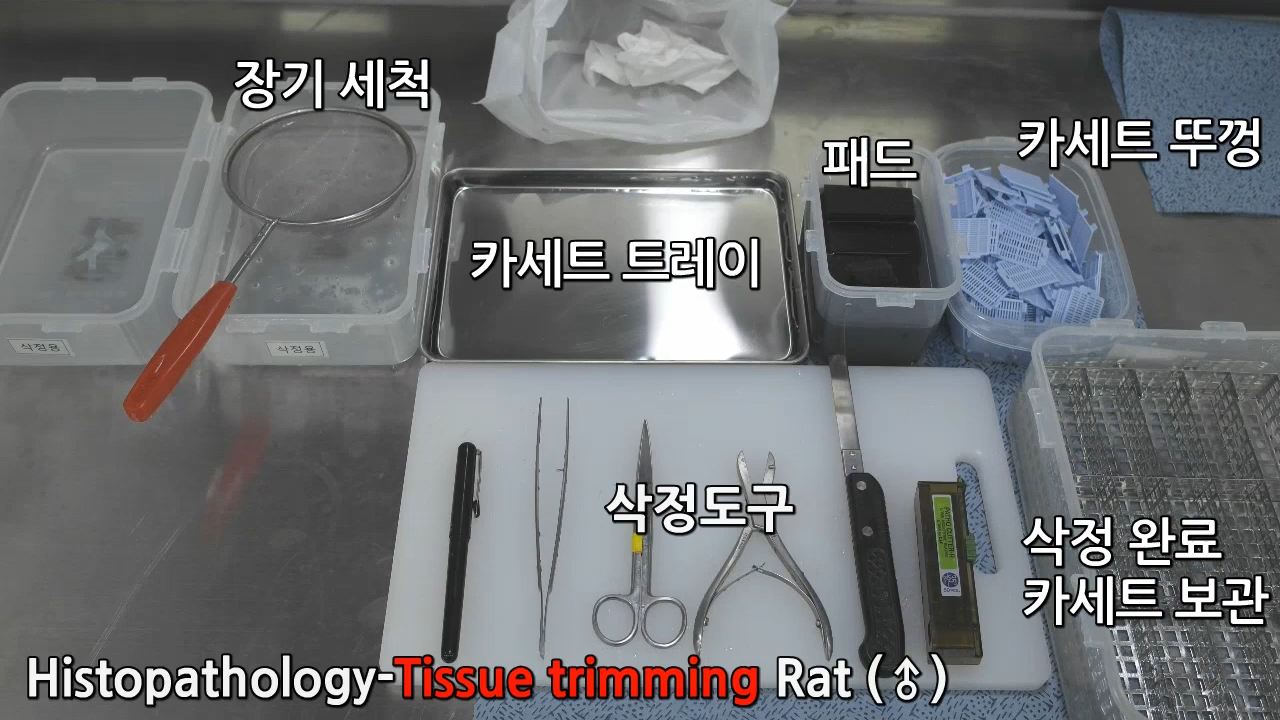 장기 세척
카세트 뚜껑
패드
카세트 트레이
삭정용
삭정용
삭정도구
삭정 완료
카세트 보관
Histopathology-Tissue trimming Rat (♂)